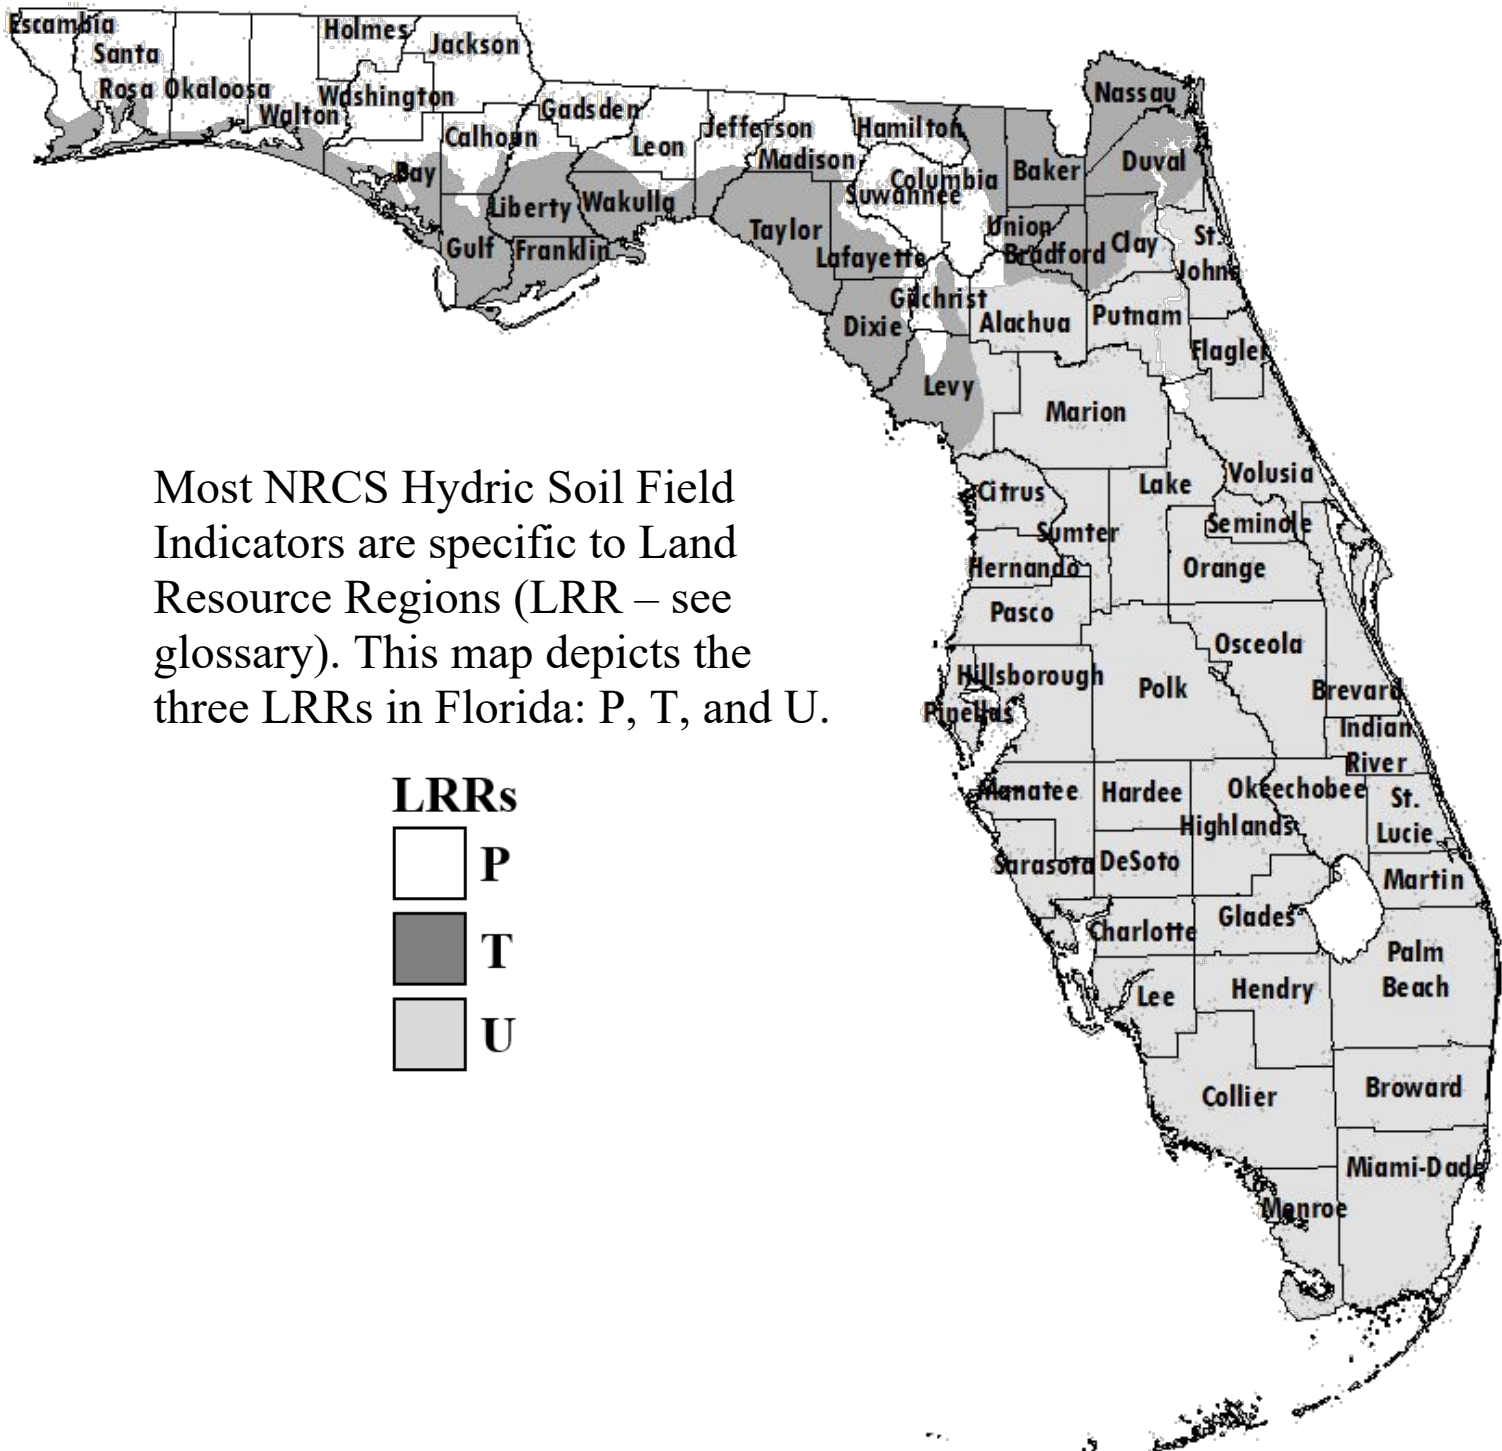 Escambia
Santa
Rosa
Okaloosa
Walton
Holmes
Washington
Jackson
Bay
Calhoun
Gulf
Gadsden
Liberty
Franklin
Leon
Wakulla
Jefferson
Madison
Taylor
Hamilton
Suwannee
Lafayette
Columbia
Dixie
Gilchrist
Levy
Baker
Union
Bradford
Alachua
Nassau
Duval
Clay
St.
Johns
Putnam
Flagler
Marion
Volusia
Citrus
Sumter
Lake
Seminole
Hernando
Orange
Pasco
Osceola
Hillsborough
Polk
Brevard
Pinellas
Indian
River
Manatee
Hardee
Okeechobee
St.
Lucie
Highlands
Sarasota
DeSoto
Martin
Charlotte
Glades
Palm
Beach
Lee
Hendry
Collier
Broward
Miami-Dade
Monroe
Most NRCS Hydric Soil Field
Indicators are specific to Land
Resource Regions (LRR – see
glossary). This map depicts the
three LRRs in Florida: P, T, and U.
LRRs
P
T
U